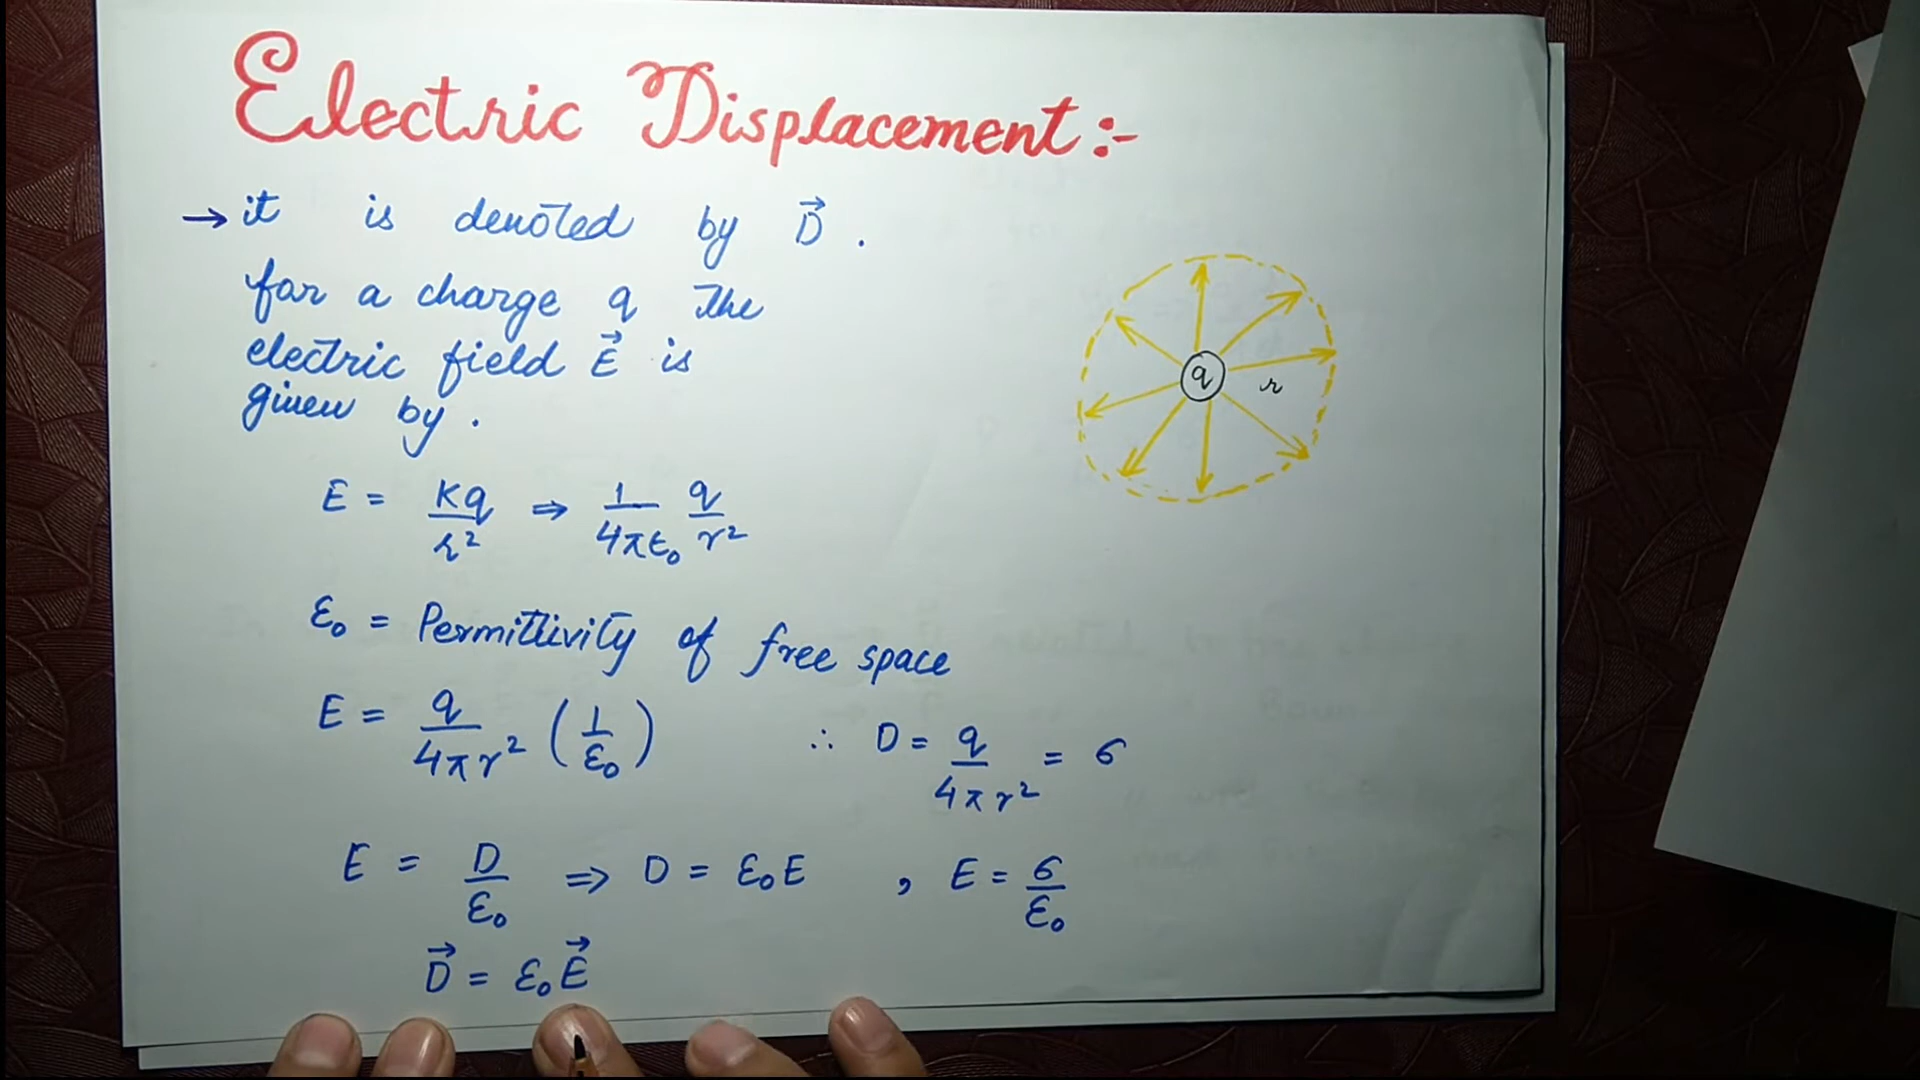 Electric Displacement :-
→ it is denoted by D⃗ .
for a charge q the
electric field E⃗ is
given by .
E = Kq/r² ⇒ 1/4πε₀ q/r²
ε₀ = Permittivity of free space
E = q/4πr² (1/ε₀) ∴ D = q/4πr² = σ
E = D/ε₀ ⇒ D = ε₀E , E = σ/ε₀
D⃗ = ε₀E⃗
q
r